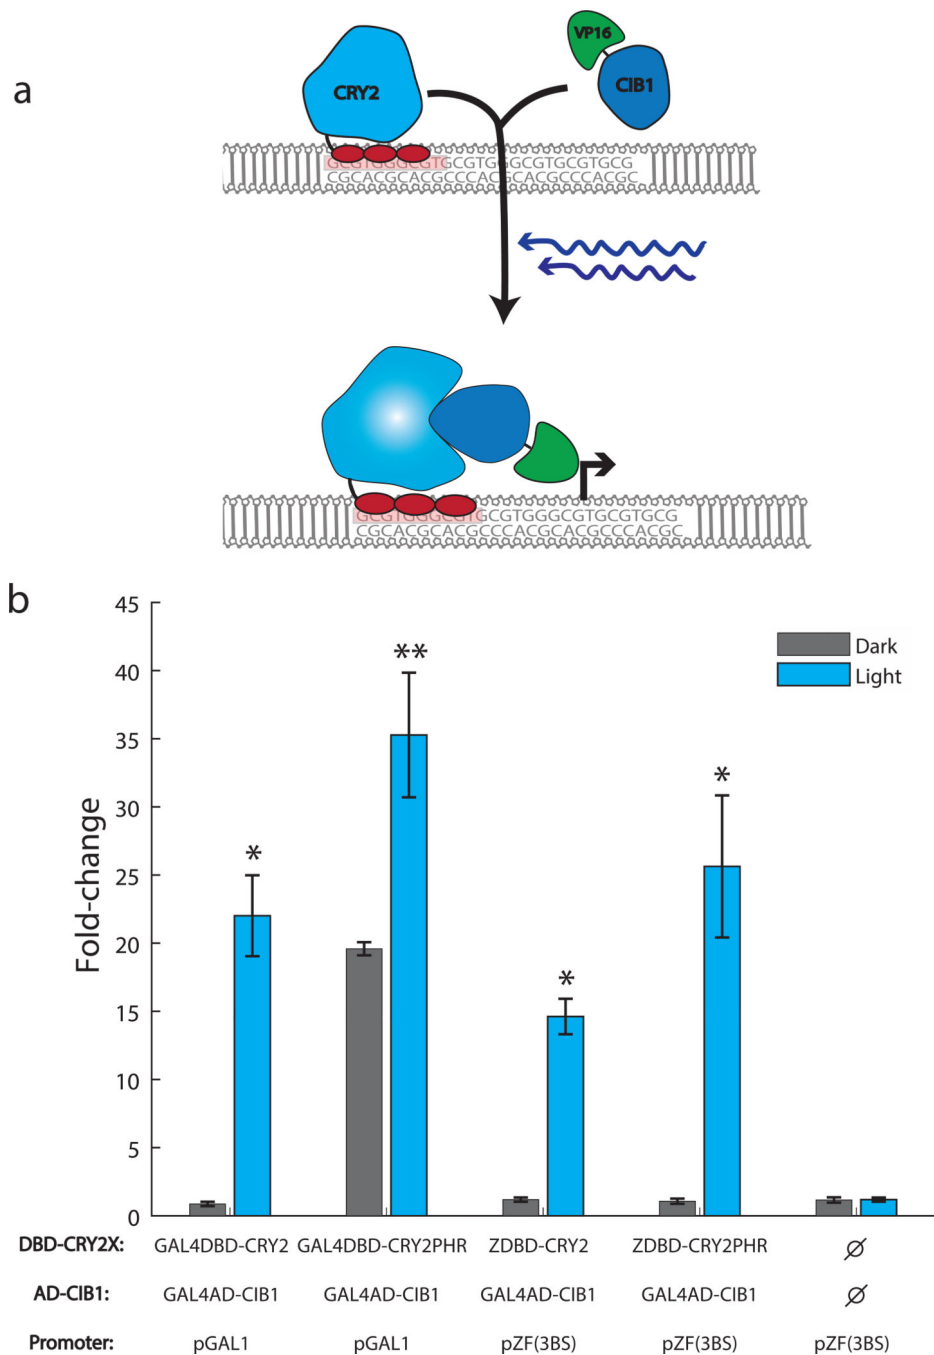 a
VP16
CRY2
CIB1
GCGTGGGCGTGCGTGGGCGTGCGTGCG
CGCACGCACGCCCACGCACGCCCACGC
GCGTGGGCGTGCGTGGGCGTGCGTGCG
CGCACGCACGCCCACGCACGCCCACGC
b
45
40
35
30
25
20
15
10
5
0
Fold-change
Dark
Light
*
**
*
*
DBD-CRY2X: GAL4DBD-CRY2 GAL4DBD-CRY2PHR ZDBD-CRY2 ZDBD-CRY2PHR ∅
AD-CIB1: GAL4AD-CIB1 GAL4AD-CIB1 GAL4AD-CIB1 GAL4AD-CIB1 ∅
Promoter: pGAL1 pGAL1 pZF(3BS) pZF(3BS) pZF(3BS)